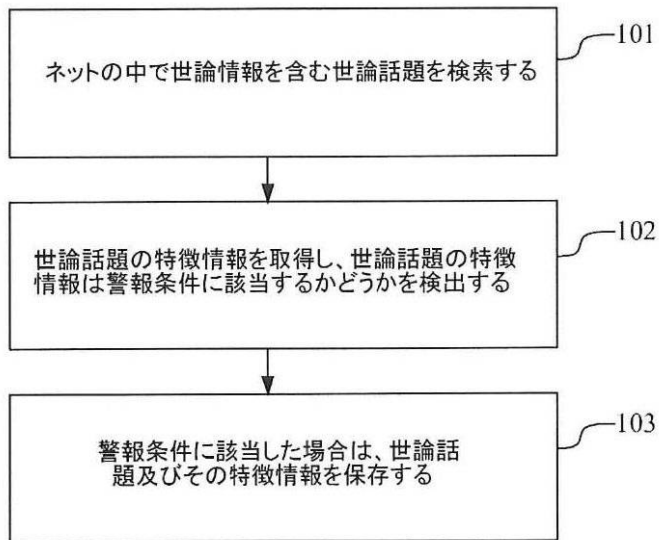 ネットの中で世論情報を含む世論話題を検索する
101
世論話題の特徴情報を取得し、世論話題の特徴
情報は警報条件に該当するかどうかを検出する
102
警報条件に該当した場合は、世論話
題及びその特徴情報を保存する
103